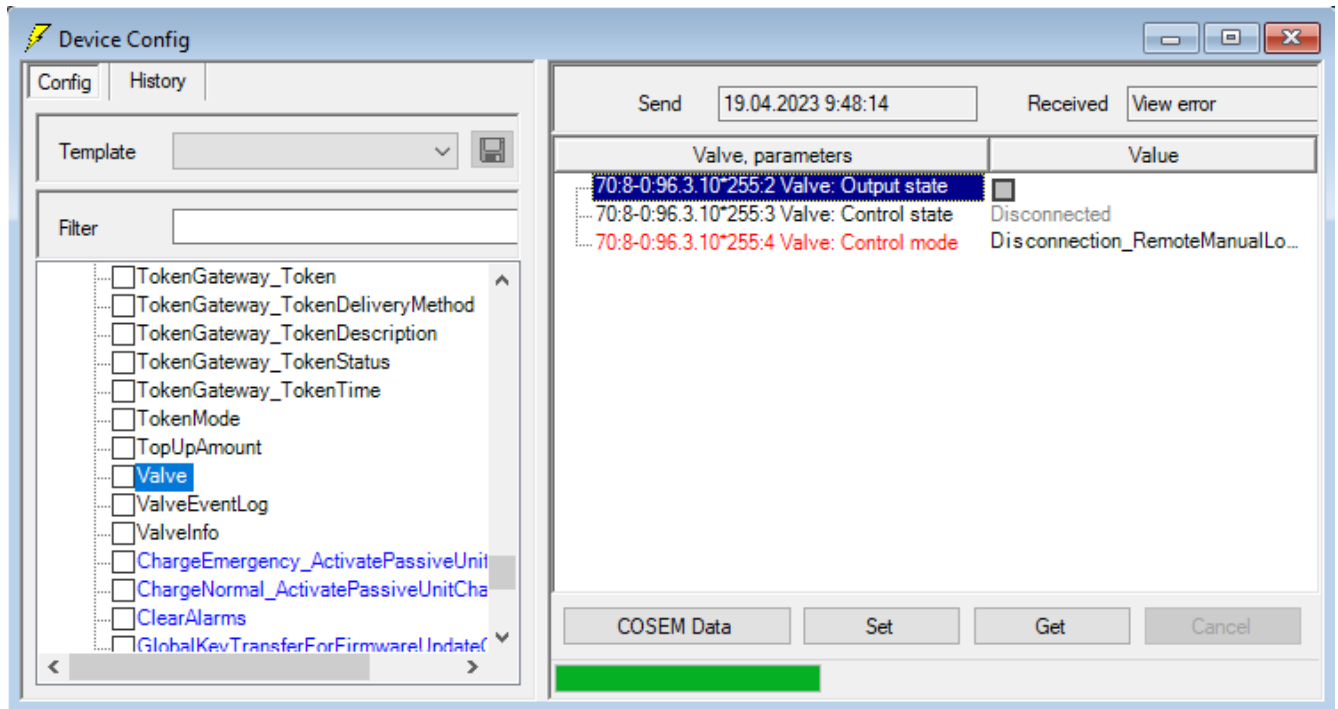 Device Config
Config History
Template
Filter
TokenGateway_Token
TokenGateway_TokenDeliveryMethod
TokenGateway_TokenDescription
TokenGateway_TokenStatus
TokenGateway_TokenTime
TokenMode
TopUpAmount
Valve
ValveEventLog
ValveInfo
ChargeEmergency_ActivatePassiveUnit
ChargeNormal_ActivatePassiveUnitCha
ClearAlarms
GlobalKeyTransferForFirmwareUpdate(
Send 19.04.2023 9:48:14 Received View error
Valve, parameters Value
70:8-0:96.3.10*255:2 Valve: Output state
70:8-0:96.3.10*255:3 Valve: Control state Disconnected
70:8-0:96.3.10*255:4 Valve: Control mode Disconnection_RemoteManualLo...
COSEM Data Set Get Cancel